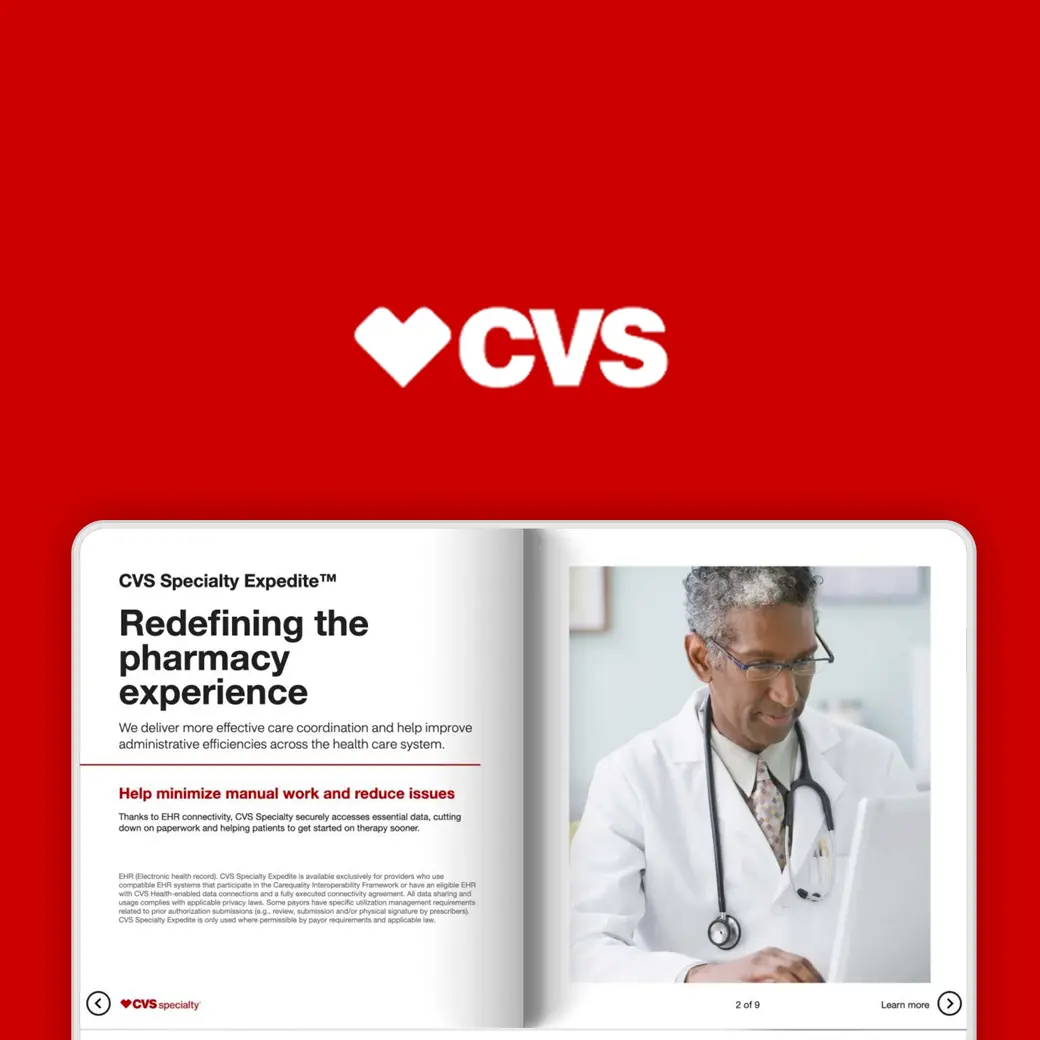 CVS
CVS Specialty Expedite™
Redefining the
pharmacy
experience
We deliver more effective care coordination and help improve
administrative efficiencies across the health care system.
Help minimize manual work and reduce issues
Thanks to EHR connectivity, CVS Specialty securely accesses essential data, cutting
down on paperwork and helping patients to get started on therapy sooner.
EHR (Electronic health record). CVS Specialty Expedite is available exclusively for providers who use
compatible EHR systems that participate in the Carequality Interoperability Framework or have an eligible EHR
with CVS Health-enabled data connections and a fully executed connectivity agreement. All data sharing and
usage complies with applicable privacy laws. Some payors have specific utilization management requirements
related to prior authorization submissions (e.g., review, submission and/or physical signature by prescribers).
CVS Specialty Expedite is only used where permissible by payor requirements and applicable law.
CVS specialty
2 of 9
Learn more